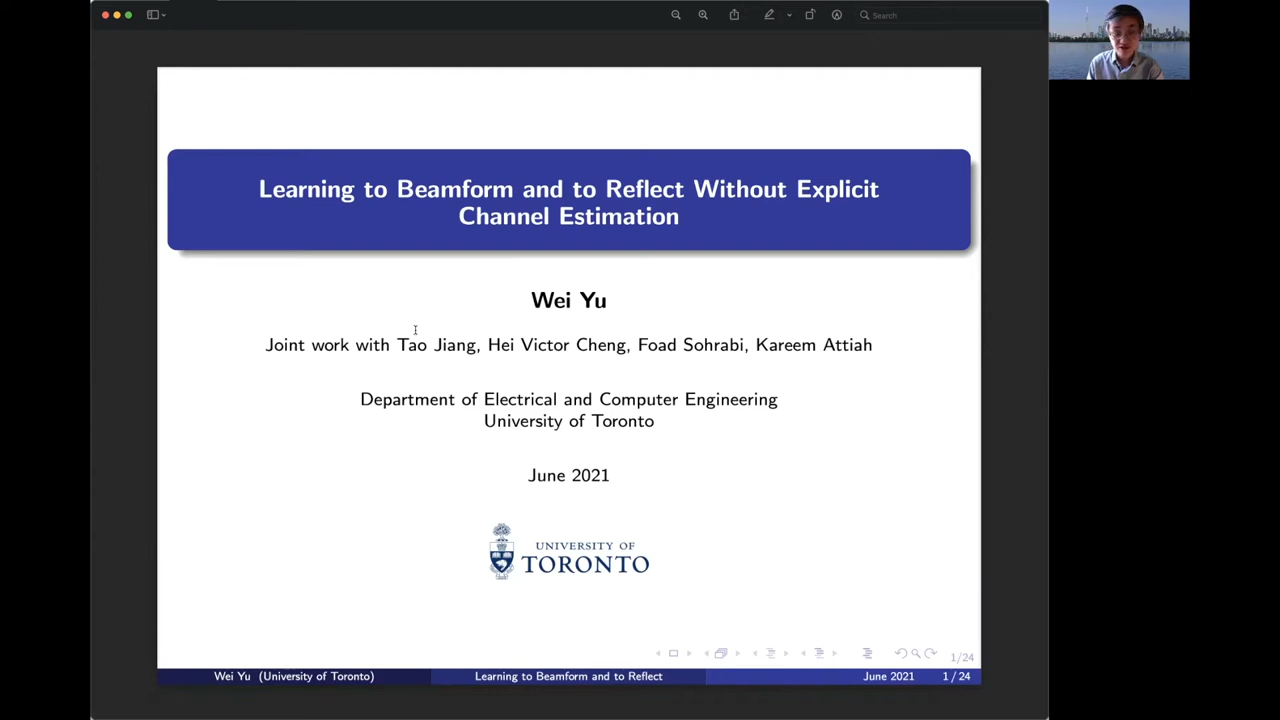 Search
Learning to Beamform and to Reflect Without Explicit
Channel Estimation
Wei Yu
Joint work with Tao Jiang, Hei Victor Cheng, Foad Sohrabi, Kareem Attiah
Department of Electrical and Computer Engineering
University of Toronto
June 2021
UNIVERSITY OF
TORONTO
1/24
Wei Yu (University of Toronto) Learning to Beamform and to Reflect June 2021 1 / 24